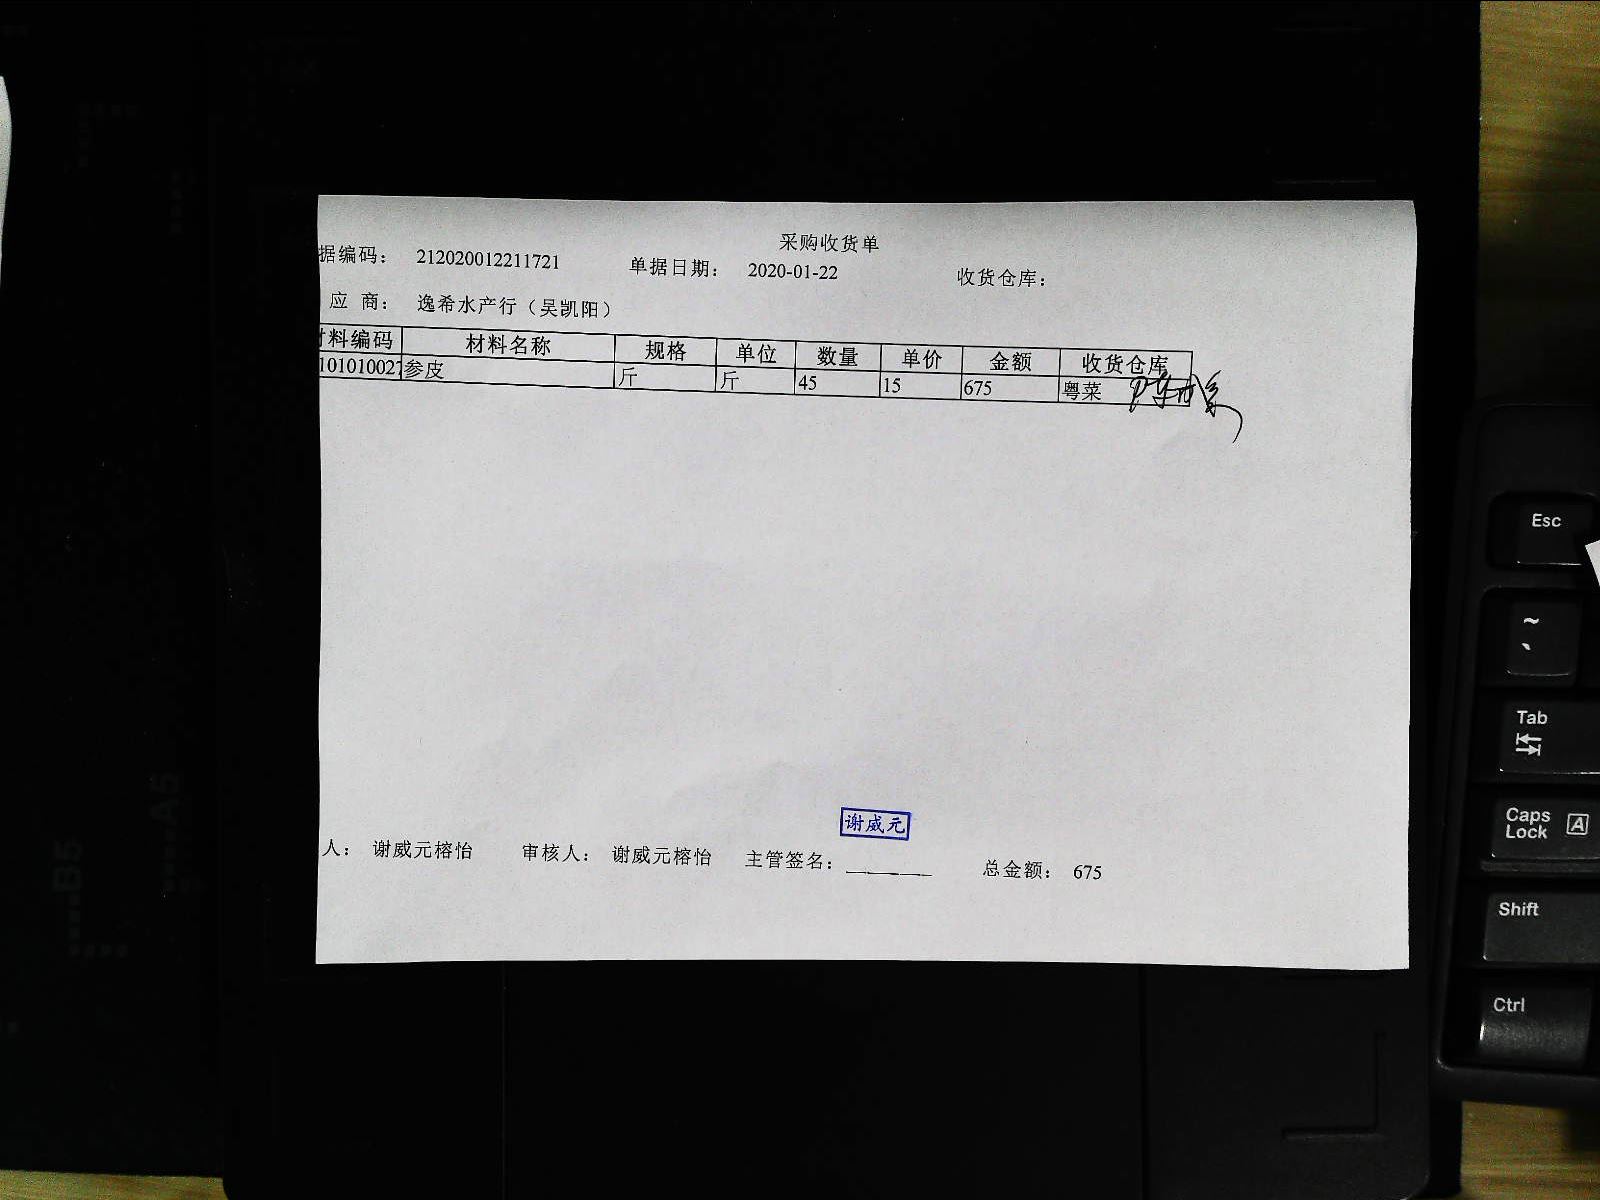 采购收货单
据编码： 212020012211721 单据日期： 2020-01-22 收货仓库：
应 商： 逸希水产行（吴凯阳）
材料编码 材料名称 规格 单位 数量 单价 金额 收货仓库
101010027 参皮 斤 斤 45 15 675 粤菜
谢威元
人： 谢威元榕怡 审核人： 谢威元榕怡 主管签名： 总金额： 675
Esc
~
`
Tab
Caps Lock A
Shift
Ctrl
B5
A5